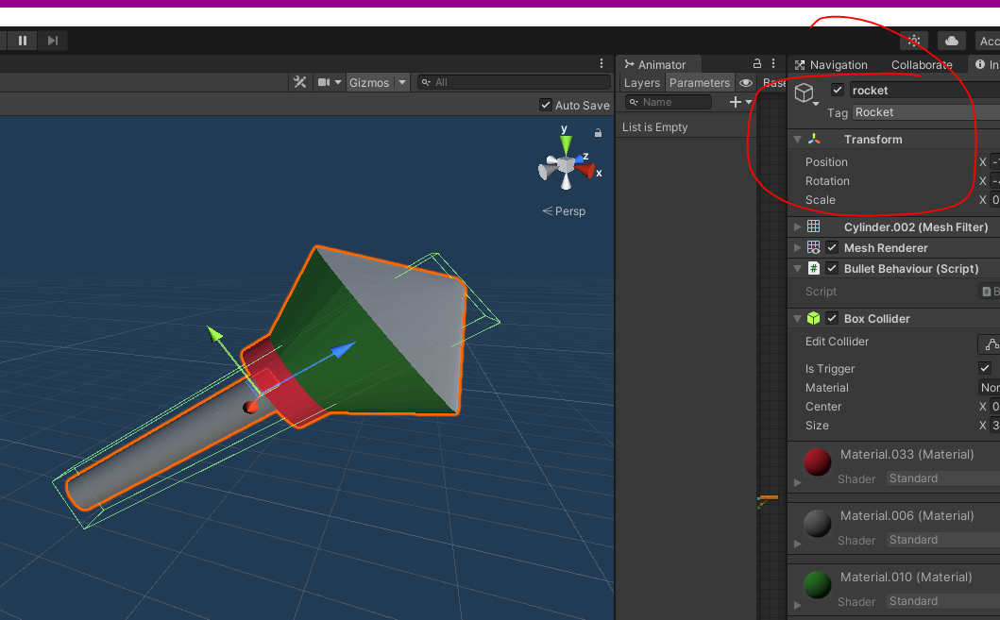 Acc
Animator
Navigation
Collaborate
In
Gizmos
All
Layers
Parameters
Base
rocket
Name
Auto Save
Tag
Rocket
List is Empty
y
z
x
Persp
Transform
Position
X
-
Rotation
X
-
Scale
X
0
Cylinder.002 (Mesh Filter)
Mesh Renderer
# Bullet Behaviour (Script)
Script
# B
Box Collider
Edit Collider
Is Trigger
Material
Non
Center
X
0
Size
X
3
Material.033 (Material)
Shader
Standard
Material.006 (Material)
Shader
Standard
Material.010 (Material)
Shader
Standard